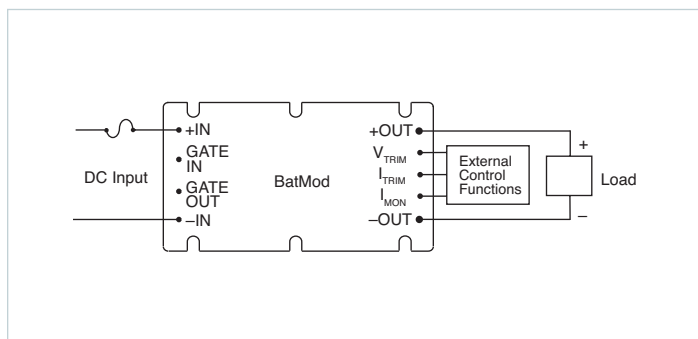 +IN
GATE
IN
GATE
OUT
–IN
DC Input
BatMod
+OUT
VTRIM
ITRIM
IMON
–OUT
External
Control
Functions
+
Load
–